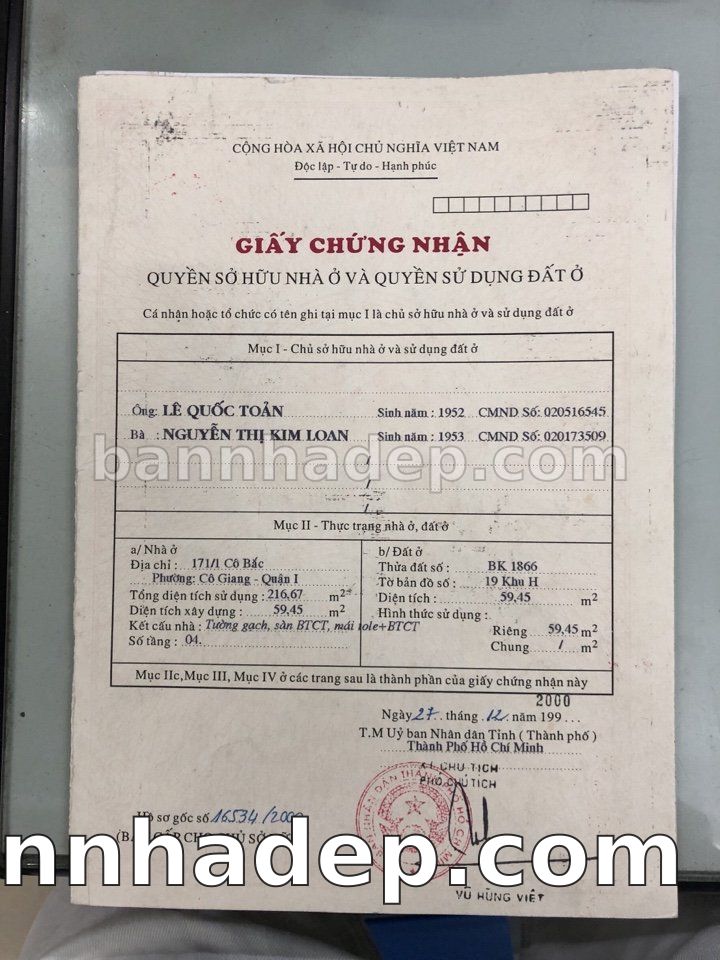 CỘNG HÒA XÃ HỘI CHỦ NGHĨA VIỆT NAM
Độc lập - Tự do - Hạnh phúc
GIẤY CHỨNG NHẬN
QUYỀN SỞ HỮU NHÀ Ở VÀ QUYỀN SỬ DỤNG ĐẤT Ở
Cá nhân hoặc tổ chức có tên ghi tại mục I là chủ sở hữu nhà ở và sử dụng đất ở
Mục I - Chủ sở hữu nhà ở và sử dụng đất ở
Ông: LÊ QUỐC TOẢN Sinh năm : 1952 CMND Số: 020516545
Bà : NGUYỄN THỊ KIM LOAN Sinh năm : 1953 CMND Số: 020173509
bannhadep.com
/
/
/
Mục II - Thực trạng nhà ở, đất ở
a/ Nhà ở
Địa chỉ : 171/1 Cô Bắc
Phường: Cô Giang - Quận I
Tổng diện tích sử dụng : 216,67 m2
Diện tích xây dựng : 59,45 m2
Kết cấu nhà : Tường gạch, sàn BTCT, mái tole+BTCT
Số tầng : 04.
b/ Đất ở
Thửa đất số : BK 1866
Tờ bản đồ số : 19 Khu H
Diện tích : 59,45 m2
Hình thức sử dụng :
Riêng 59,45 m2
Chung / m2
Mục IIc,Mục III, Mục IV ở các trang sau là thành phần của giấy chứng nhận này
2000
Ngày 27 tháng 12 năm 199...
T.M Uỷ ban Nhân dân Tỉnh ( Thành phố )
Thành Phố Hồ Chí Minh
KT CHỦ TỊCH
PHÓ CHỦ TỊCH
Hồ sơ gốc số 16534/2000
nnhadep.com
VŨ HÙNG VIỆT